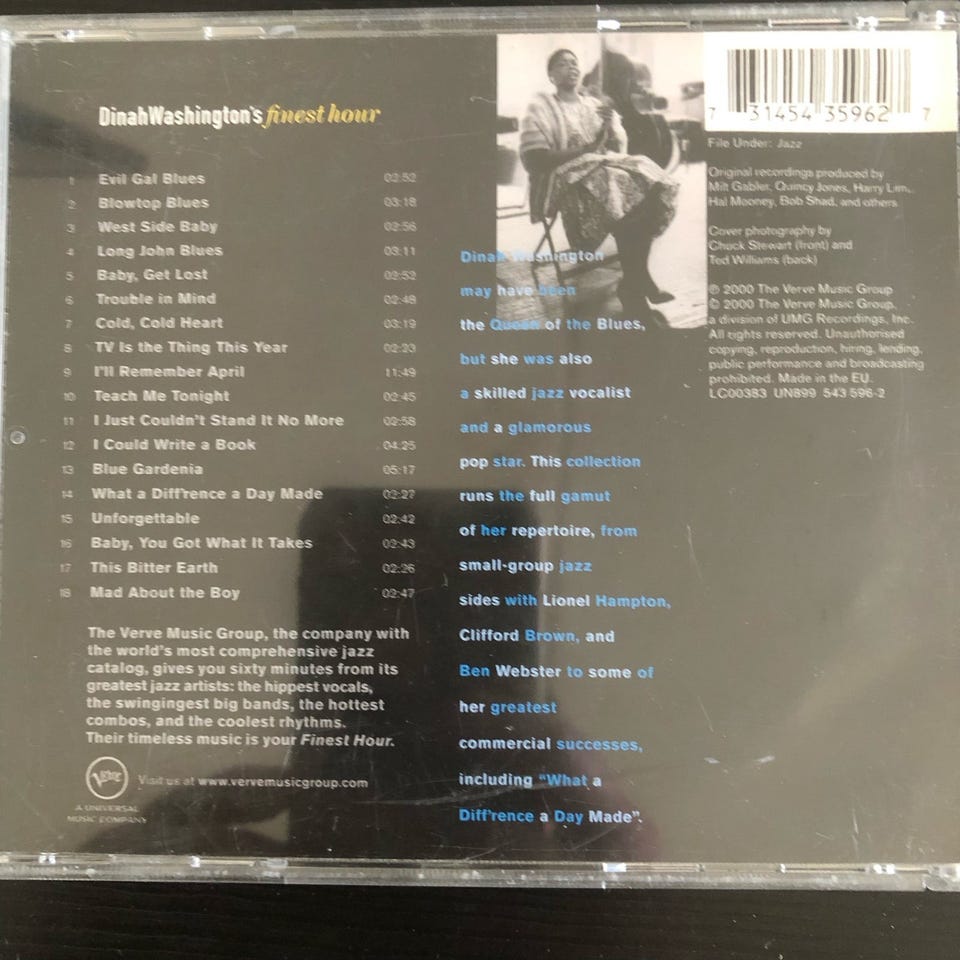 DinahWashington's finest hour
1 Evil Gal Blues 02:52
2 Blowtop Blues 03:18
3 West Side Baby 02:56
4 Long John Blues 03:11
5 Baby, Get Lost 02:52
6 Trouble in Mind 02:48
7 Cold, Cold Heart 03:19
8 TV Is the Thing This Year 02:23
9 I'll Remember April 11:49
10 Teach Me Tonight 02:45
11 I Just Couldn't Stand It No More 02:58
12 I Could Write a Book 04:25
13 Blue Gardenia 05:17
14 What a Diff'rence a Day Made 02:27
15 Unforgettable 02:42
16 Baby, You Got What It Takes 02:43
17 This Bitter Earth 02:26
18 Mad About the Boy 02:47
The Verve Music Group, the company with
the world's most comprehensive jazz
catalog, gives you sixty minutes from its
greatest jazz artists: the hippest vocals,
the swingingest big bands, the hottest
combos, and the coolest rhythms.
Their timeless music is your Finest Hour.
Verve
Visit us at www.vervemusicgroup.com
A UNIVERSAL
MUSIC COMPANY
Dinah Washington
may have been
the Queen of the Blues,
but she was also
a skilled jazz vocalist
and a glamorous
pop star. This collection
runs the full gamut
of her repertoire, from
small-group jazz
sides with Lionel Hampton,
Clifford Brown, and
Ben Webster to some of
her greatest
commercial successes,
including "What a
Diff'rence a Day Made".
7 31454 35962 7
File Under: Jazz
Original recordings produced by
Milt Gabler, Quincy Jones, Harry Lim,
Hal Mooney, Bob Shad, and others
Cover photography by
Chuck Stewart (front) and
Ted Williams (back)
℗ 2000 The Verve Music Group
© 2000 The Verve Music Group,
a division of UMG Recordings, Inc.
All rights reserved. Unauthorised
copying, reproduction, hiring, lending,
public performance and broadcasting
prohibited. Made in the EU.
LC00383 UN899 543 596-2